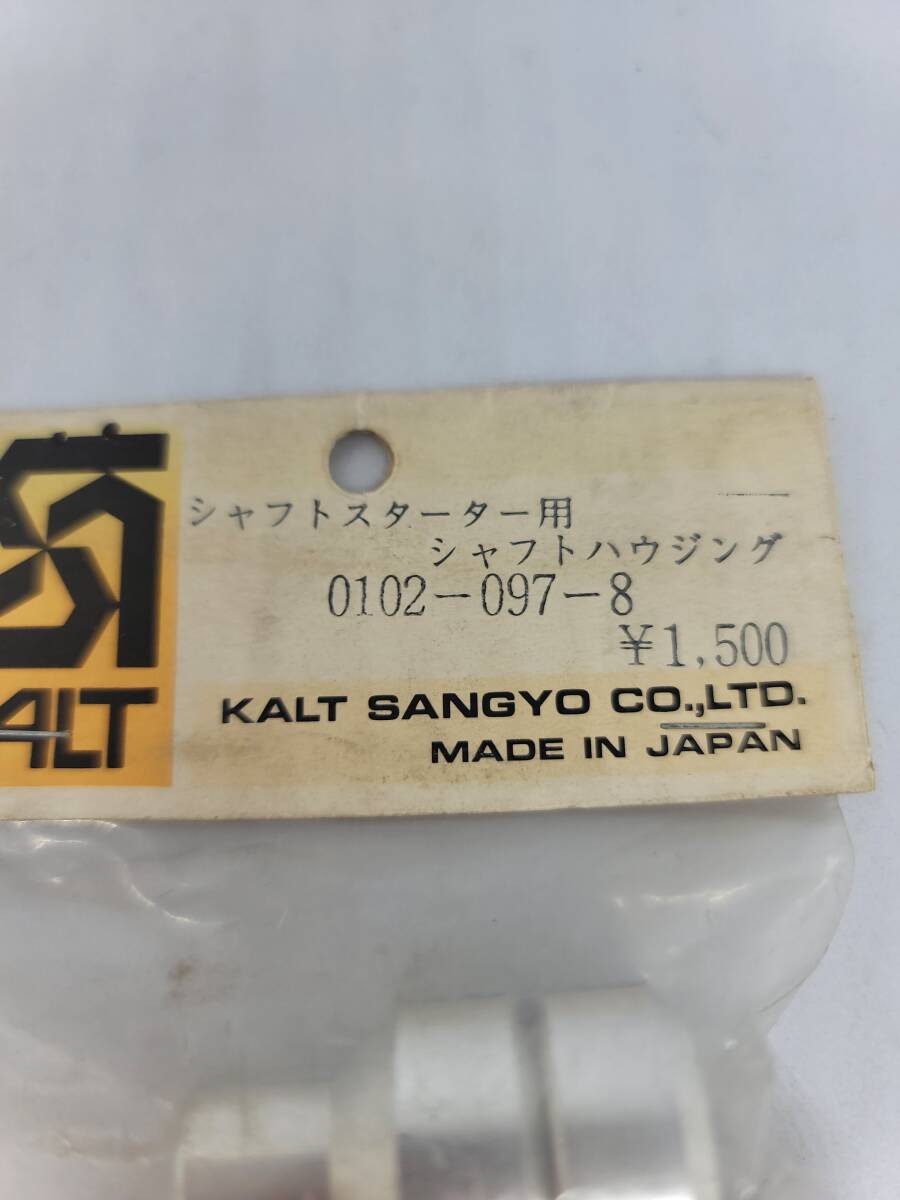 シャフトスターター用
シャフトハウジング
0102-097-8
¥1,500
ALT
KALT SANGYO CO.,LTD.
MADE IN JAPAN